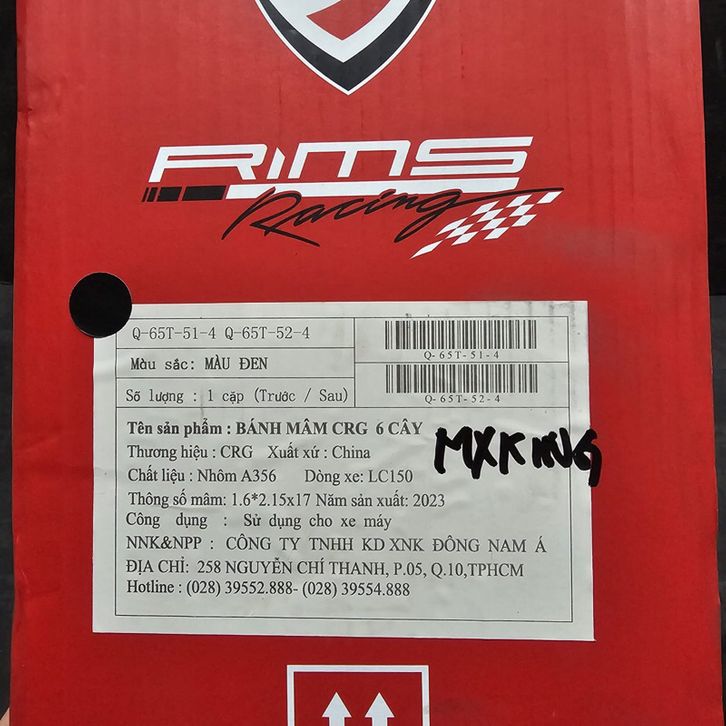 RIMS
Racing
Q-65T-51-4 Q-65T-52-4
Q-65T-51-4
Màu sắc: MÀU ĐEN
Q-65T-52-4
Số lượng : 1 cặp (Trước / Sau)
Tên sản phẩm : BÁNH MÂM CRG 6 CÂY
Thương hiệu : CRG Xuất xứ : China
MXKING
Chất liệu : Nhôm A356 Dòng xe: LC150
Thông số mâm: 1.6*2.15x17 Năm sản xuất: 2023
Công dụng : Sử dụng cho xe máy
NNK&NPP : CÔNG TY TNHH KD XNK ĐÔNG NAM Á
ĐỊA CHỈ: 258 NGUYỄN CHÍ THANH, P.05, Q.10,TPHCM
Hotline : (028) 39552.888- (028) 39554.888